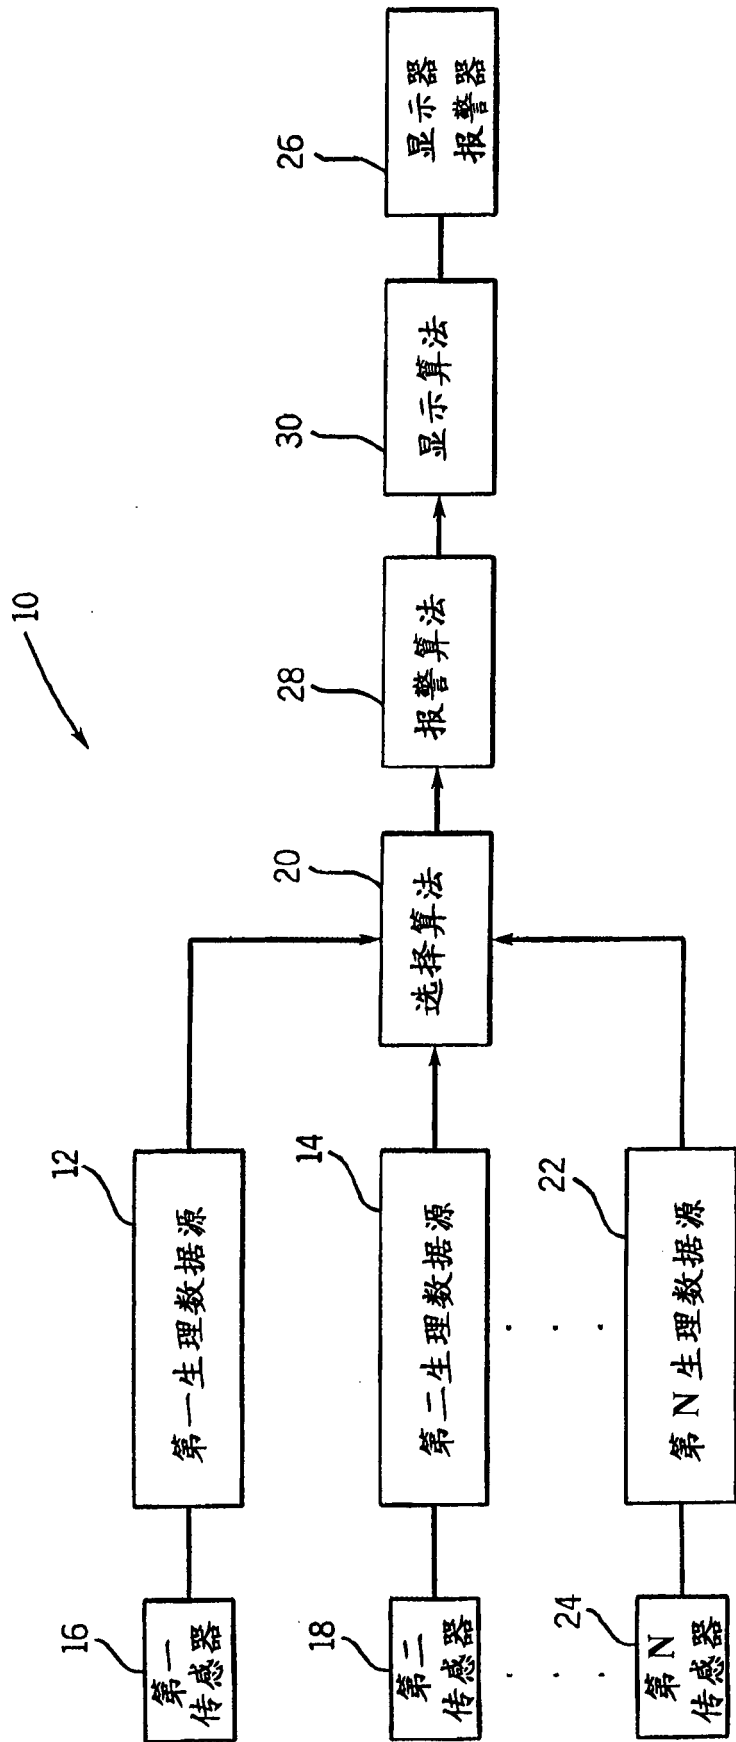 10
16
第一
传感器
12
第一生理数据源
18
第二
传感器
14
第二生理数据源
24
第 N
传感器
22
第 N 生理数据源
20
选择算法
28
报警算法
30
显示算法
26
显示器
报警器